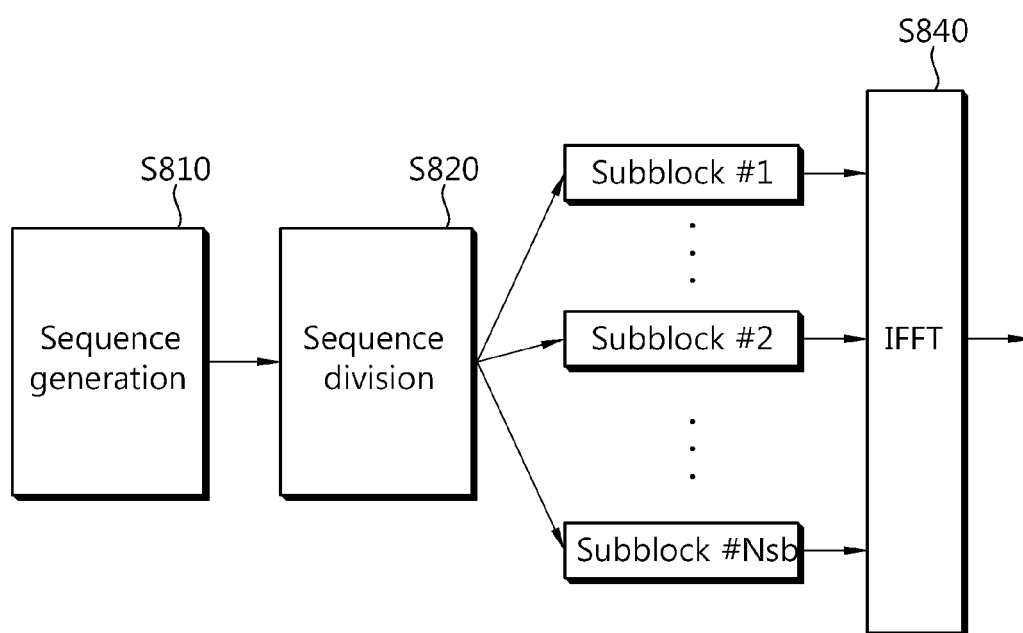 S810
Sequence
generation
S820
Sequence
division
Subblock #1
Subblock #2
Subblock #Nsb
S840
IFFT